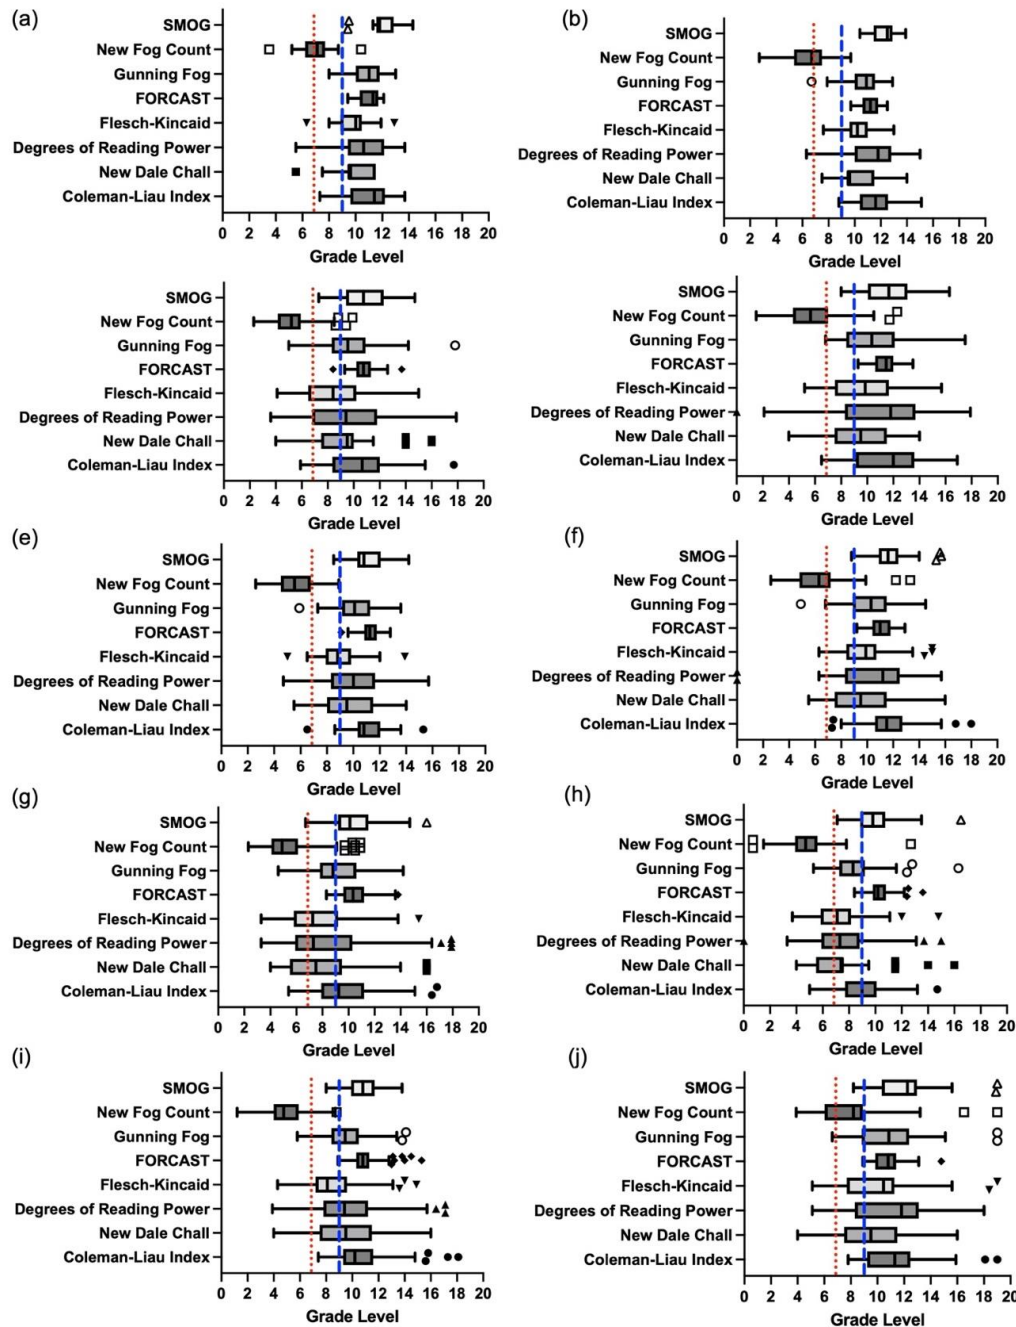 (a)
SMOG
New Fog Count
Gunning Fog
FORCAST
Flesch-Kincaid
Degrees of Reading Power
New Dale Chall
Coleman-Liau Index
0 2 4 6 8 10 12 14 16 18 20
Grade Level
(b)
SMOG
New Fog Count
Gunning Fog
FORCAST
Flesch-Kincaid
Degrees of Reading Power
New Dale Chall
Coleman-Liau Index
0 2 4 6 8 10 12 14 16 18 20
Grade Level
SMOG
New Fog Count
Gunning Fog
FORCAST
Flesch-Kincaid
Degrees of Reading Power
New Dale Chall
Coleman-Liau Index
0 2 4 6 8 10 12 14 16 18 20
Grade Level
SMOG
New Fog Count
Gunning Fog
FORCAST
Flesch-Kincaid
Degrees of Reading Power
New Dale Chall
Coleman-Liau Index
0 2 4 6 8 10 12 14 16 18 20
Grade Level
(e)
SMOG
New Fog Count
Gunning Fog
FORCAST
Flesch-Kincaid
Degrees of Reading Power
New Dale Chall
Coleman-Liau Index
0 2 4 6 8 10 12 14 16 18 20
Grade Level
(f)
SMOG
New Fog Count
Gunning Fog
FORCAST
Flesch-Kincaid
Degrees of Reading Power
New Dale Chall
Coleman-Liau Index
0 2 4 6 8 10 12 14 16 18 20
Grade Level
(g)
SMOG
New Fog Count
Gunning Fog
FORCAST
Flesch-Kincaid
Degrees of Reading Power
New Dale Chall
Coleman-Liau Index
0 2 4 6 8 10 12 14 16 18 20
Grade Level
(h)
SMOG
New Fog Count
Gunning Fog
FORCAST
Flesch-Kincaid
Degrees of Reading Power
New Dale Chall
Coleman-Liau Index
0 2 4 6 8 10 12 14 16 18 20
Grade Level
(i)
SMOG
New Fog Count
Gunning Fog
FORCAST
Flesch-Kincaid
Degrees of Reading Power
New Dale Chall
Coleman-Liau Index
0 2 4 6 8 10 12 14 16 18 20
Grade Level
(j)
SMOG
New Fog Count
Gunning Fog
FORCAST
Flesch-Kincaid
Degrees of Reading Power
New Dale Chall
Coleman-Liau Index
0 2 4 6 8 10 12 14 16 18 20
Grade Level